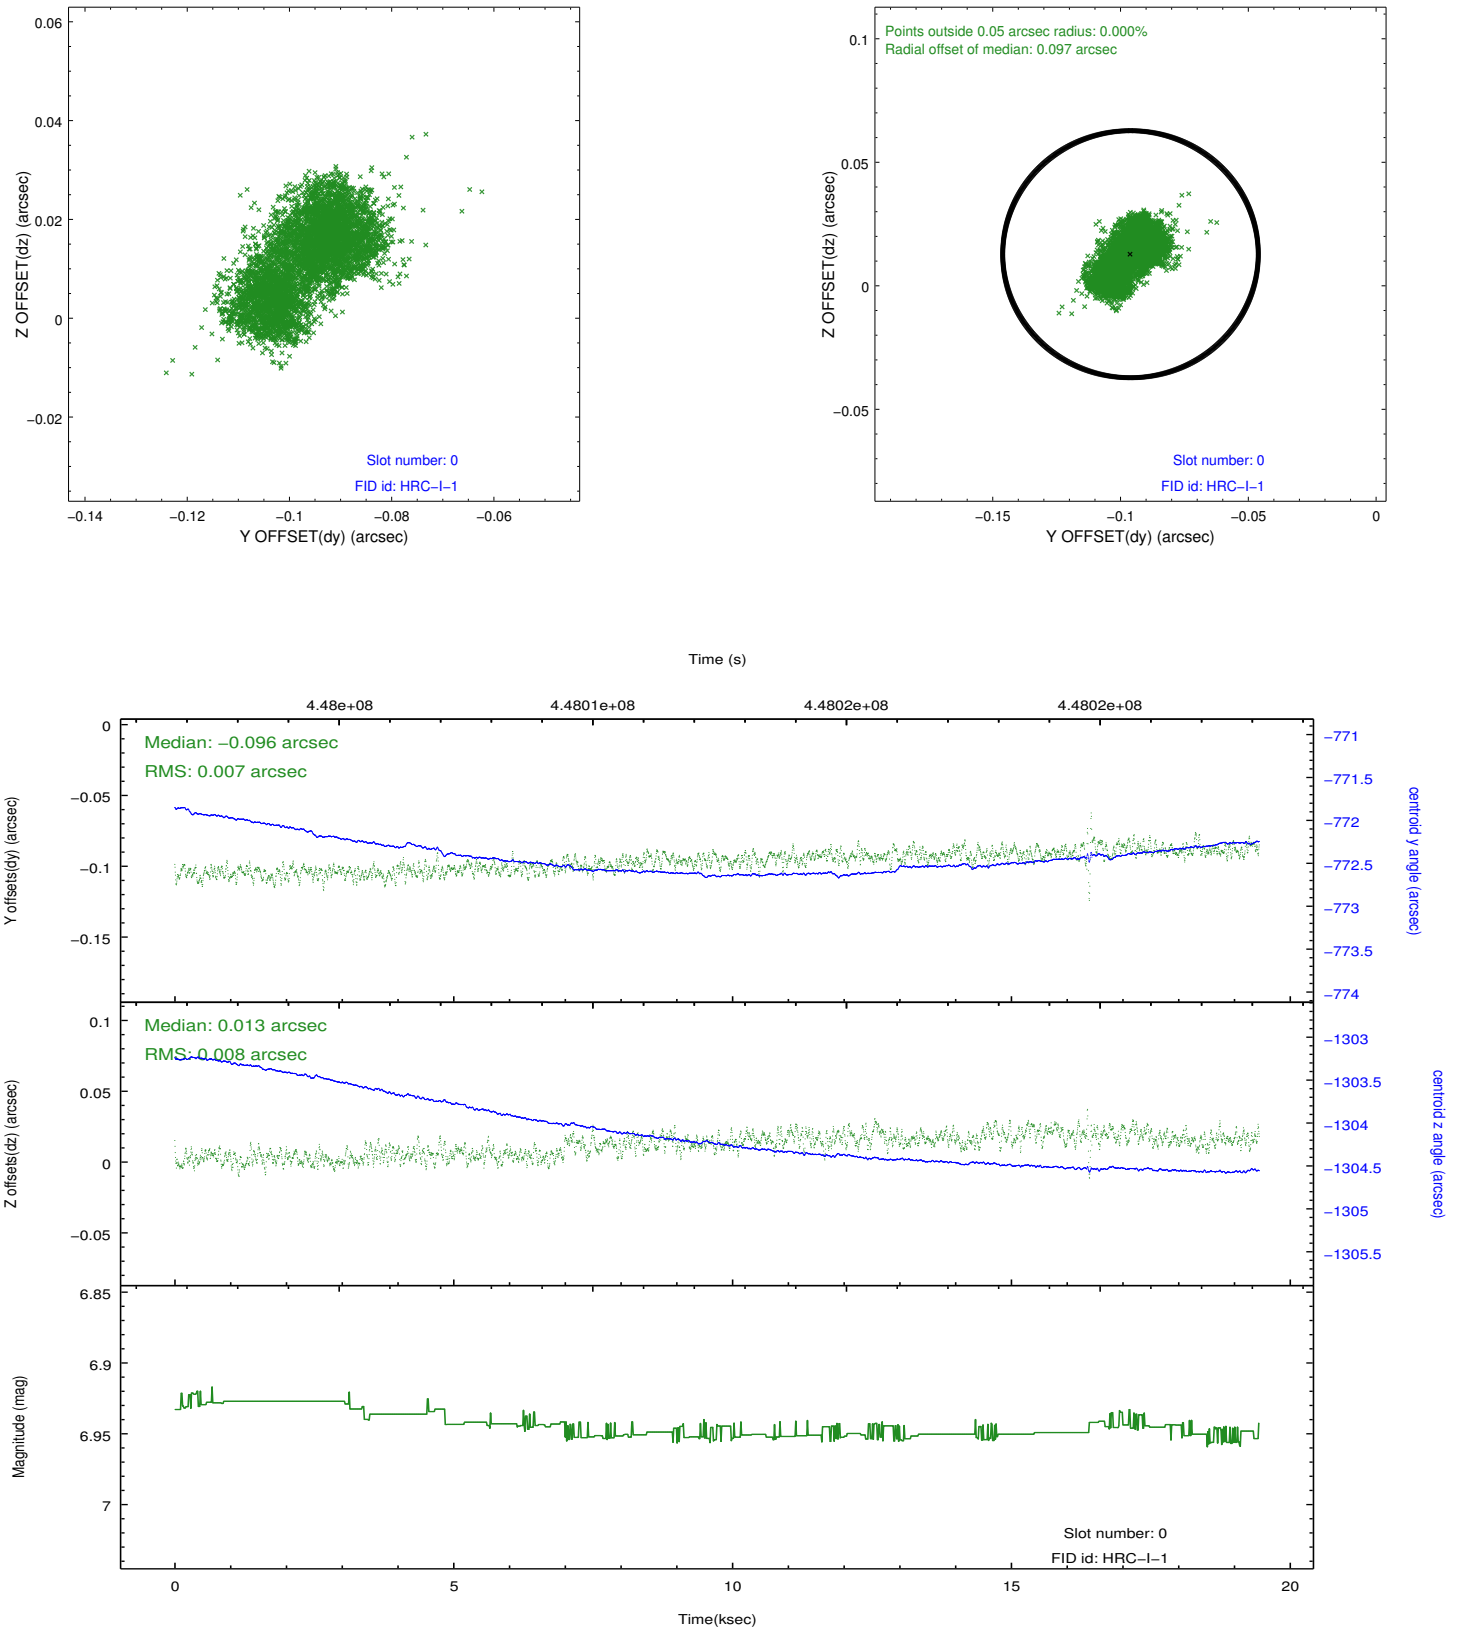 0.06
0.04
0.02
0
−0.02
Z OFFSET(dz) (arcsec)
Slot number: 0
FID id: HRC−I−1
−0.14 −0.12 −0.1 −0.08 −0.06
Y OFFSET(dy) (arcsec)
Points outside 0.05 arcsec radius: 0.000%
Radial offset of median: 0.097 arcsec
0.1
0.05
0
−0.05
Z OFFSET(dz) (arcsec)
Slot number: 0
FID id: HRC−I−1
−0.15 −0.1 −0.05 0
Y OFFSET(dy) (arcsec)
Time (s)
4.48e+08 4.4801e+08 4.4802e+08 4.4802e+08
Median: −0.096 arcsec
RMS: 0.007 arcsec
0
−0.05
−0.1
−0.15
Y offsets(dy) (arcsec)
−771
−771.5
−772
−772.5
−773
−773.5
−774
centroid y angle (arcsec)
Median: 0.013 arcsec
RMS: 0.008 arcsec
0.1
0.05
0
−0.05
Z offsets(dz) (arcsec)
−1303
−1303.5
−1304
−1304.5
−1305
−1305.5
centroid z angle (arcsec)
6.85
6.9
6.95
7
Magnitude (mag)
Slot number: 0
FID id: HRC−I−1
0 5 10 15 20
Time(ksec)